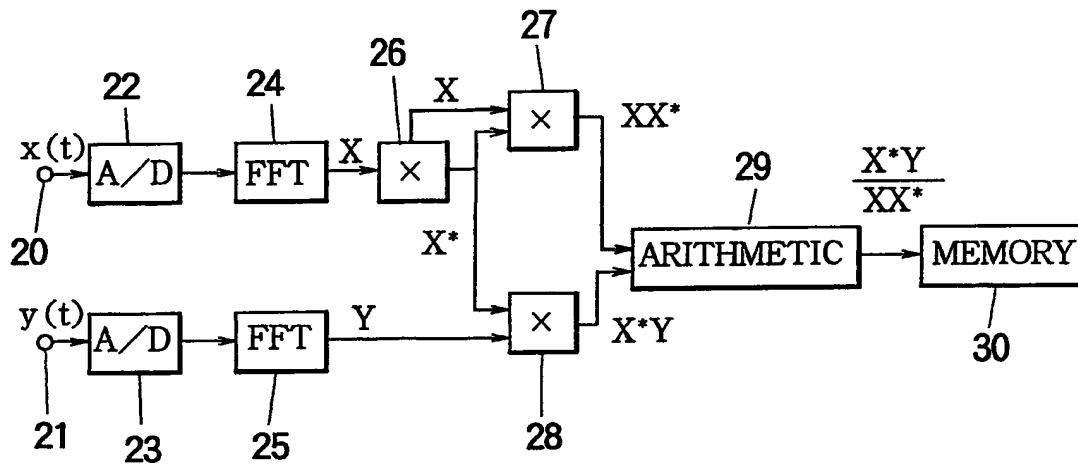 27
26
22
24
X
XX*
x(t)
A/D
FFT
X
×
×
29
X*Y
XX*
20
X*
ARITHMETIC
MEMORY
y(t)
A/D
FFT
Y
×
X*Y
30
21
23
25
28